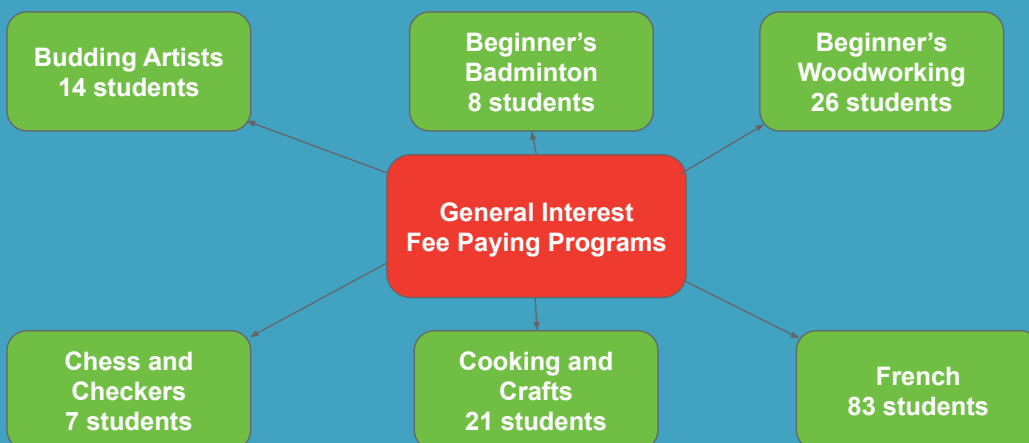 Budding Artists
14 students
Beginner’s
Badminton
8 students
Beginner’s
Woodworking
26 students
General Interest
Fee Paying Programs
Chess and
Checkers
7 students
Cooking and
Crafts
21 students
French
83 students